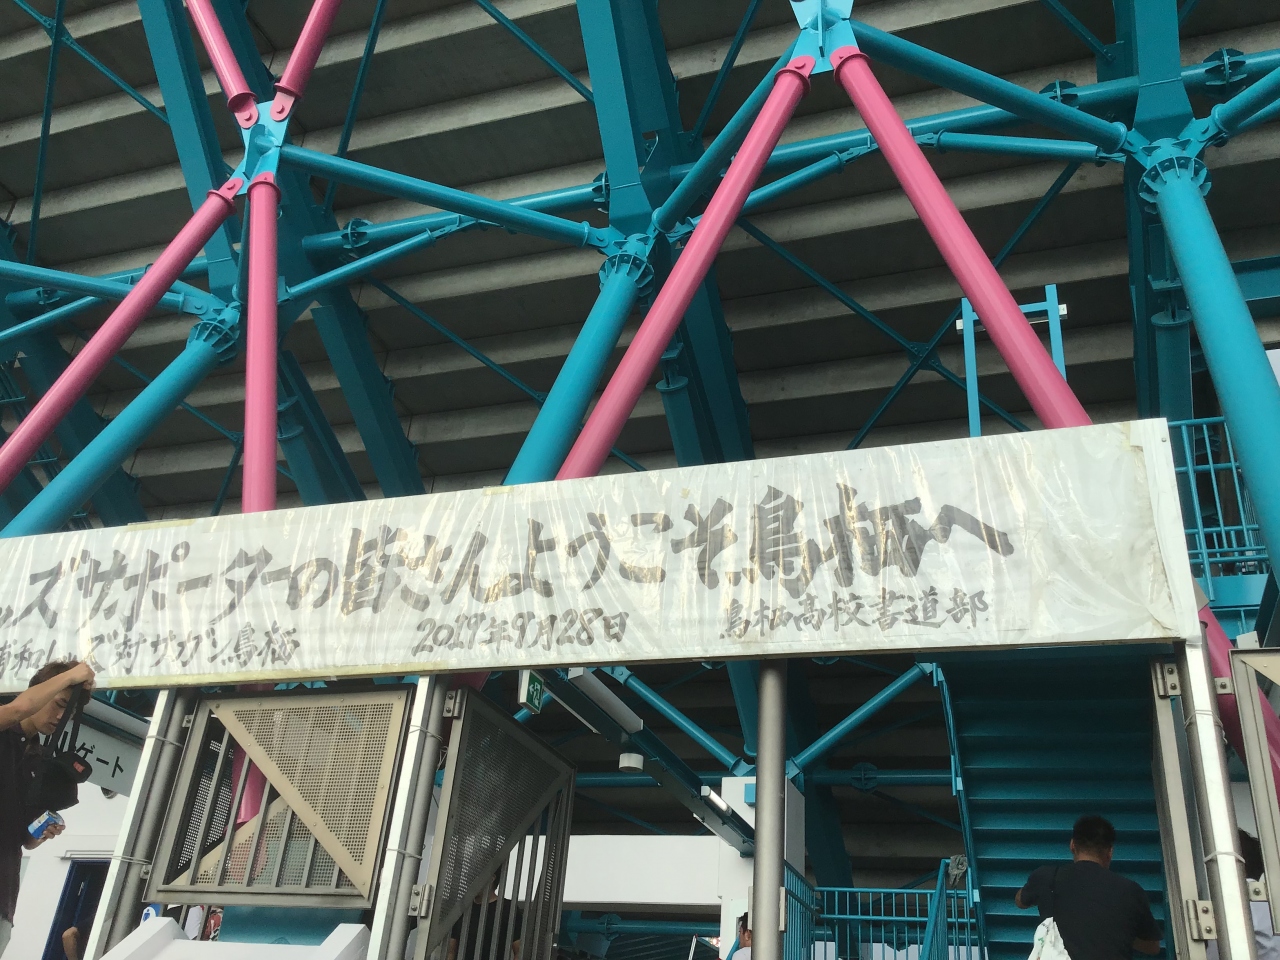 ッズサポーターの皆さんようこそ鳥栖へ
浦和レッズ対サガン鳥栖
2019年9月28日
鳥栖高校書道部
ゲート